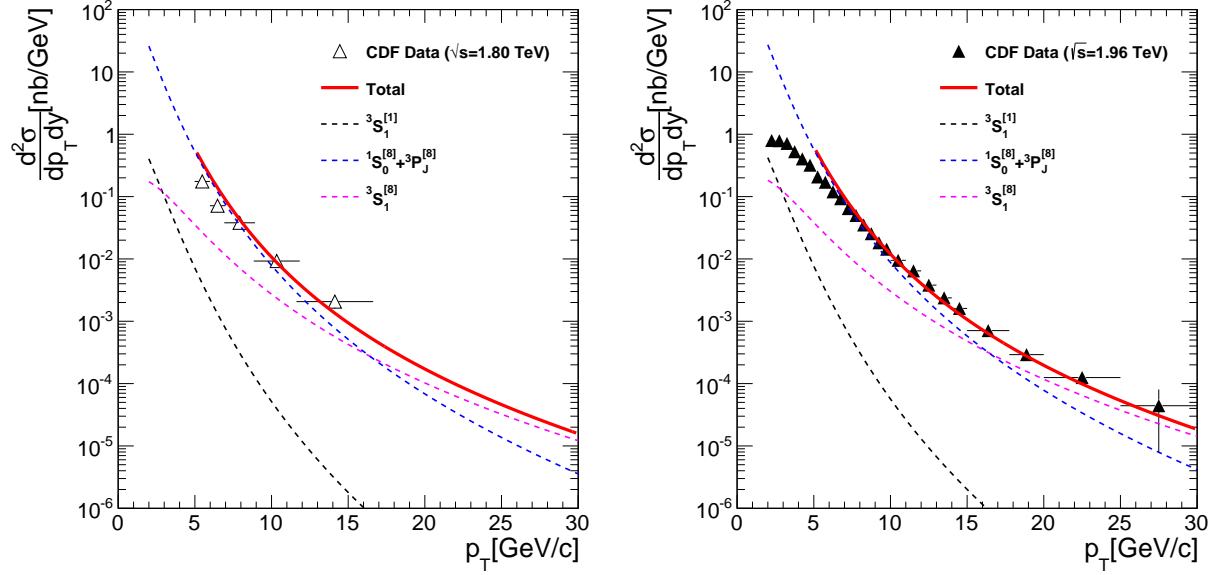 d²σ/dp_T dy [nb/GeV]
10²
10
1
10⁻¹
10⁻²
10⁻³
10⁻⁴
10⁻⁵
10⁻⁶
CDF Data (√s=1.80 TeV)
Total
³S₁^[1]
¹S₀^[8]+³P_J^[8]
³S₁^[8]
0 5 10 15 20 25 30
p_T[GeV/c]
d²σ/dp_T dy [nb/GeV]
10²
10
1
10⁻¹
10⁻²
10⁻³
10⁻⁴
10⁻⁵
10⁻⁶
CDF Data (√s=1.96 TeV)
Total
³S₁^[1]
¹S₀^[8]+³P_J^[8]
³S₁^[8]
0 5 10 15 20 25 30
p_T[GeV/c]